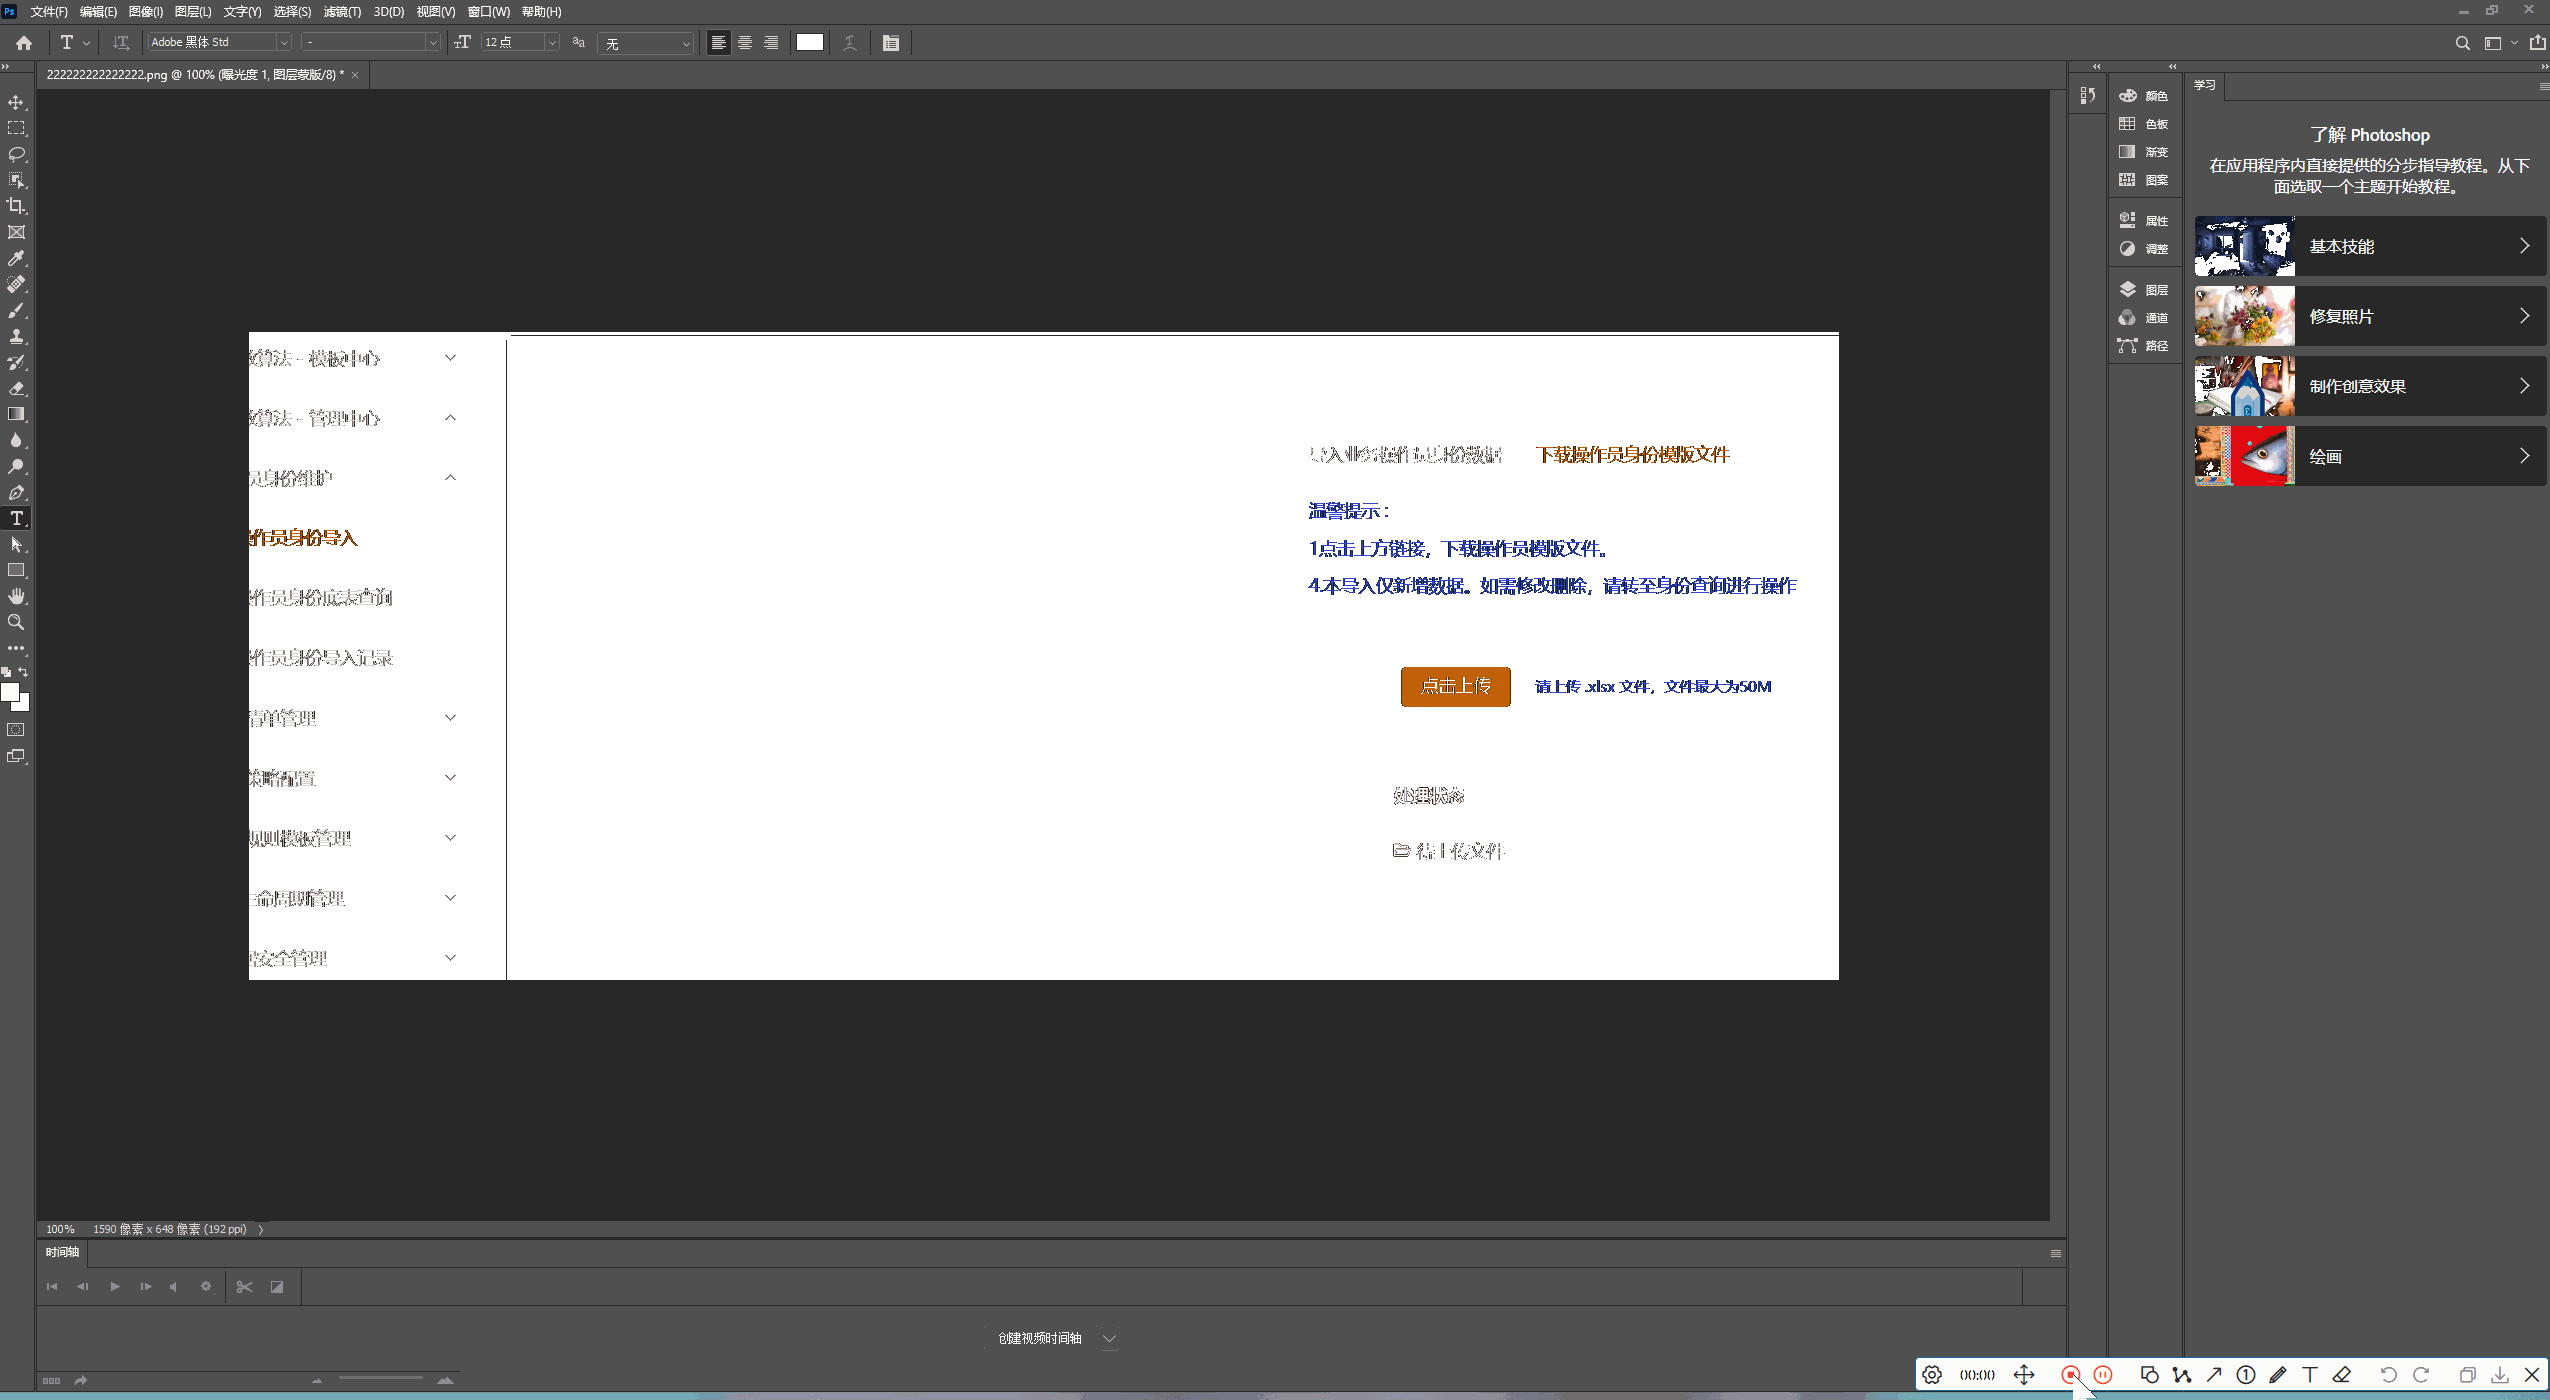 文件(F) 编辑(E) 图像(I) 图层(L) 文字(Y) 选择(S) 滤镜(T) 3D(D) 视图(V) 窗口(W) 帮助(H)
Adobe 黑体 Std - 12 点 无
222222222222222.png @ 100% (曝光度 1, 图层蒙版/8) *
算法 - 模板中心
算法 - 管理中心
员身份维护
作员身份导入
作员身份底表查询
作员身份导入记录
清单管理
策略配置
规则模板管理
命周期管理
安全管理
导入业务操作员身份数据 下载操作员身份模版文件
温警提示：
1点击上方链接，下载操作员模版文件。
4.本导入仅新增数据。如需修改删除，请转至身份查询进行操作
点击上传 请上传 .xlsx 文件，文件最大为50M
处理状态
待上传文件
颜色
色板
渐变
图案
属性
调整
图层
通道
路径
学习
了解 Photoshop
在应用程序内直接提供的分步指导教程。从下
面选取一个主题开始教程。
基本技能
修复照片
制作创意效果
绘画
100% 1590 像素 x 648 像素 (192 ppi)
时间轴
创建视频时间轴
00:00